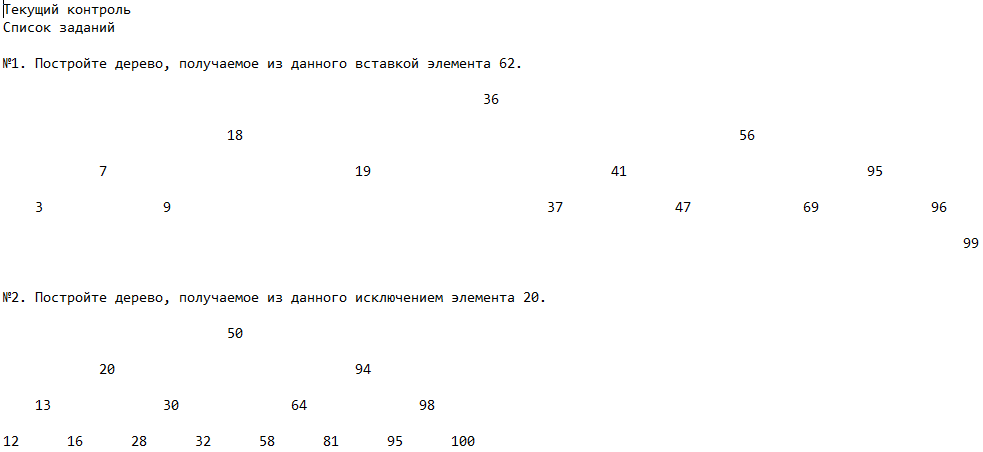 Текущий контроль
Список заданий
№1. Постройте дерево, получаемое из данного вставкой элемента 62.
36
18 56
7 19 41 95
3 9 37 47 69 96
99
№2. Постройте дерево, получаемое из данного исключением элемента 20.
50
20 94
13 30 64 98
12 16 28 32 58 81 95 100